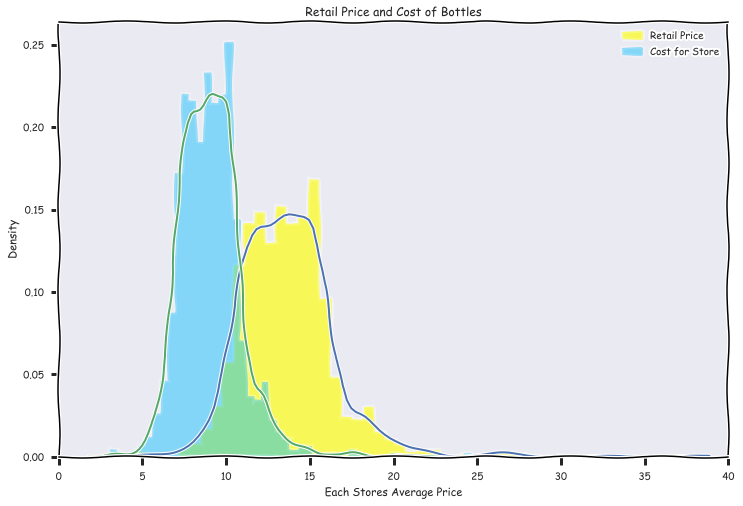 Retail Price and Cost of Bottles
Retail Price
Cost for Store
Density
0.25
0.20
0.15
0.10
0.05
0.00
0 5 10 15 20 25 30 35 40
Each Stores Average Price